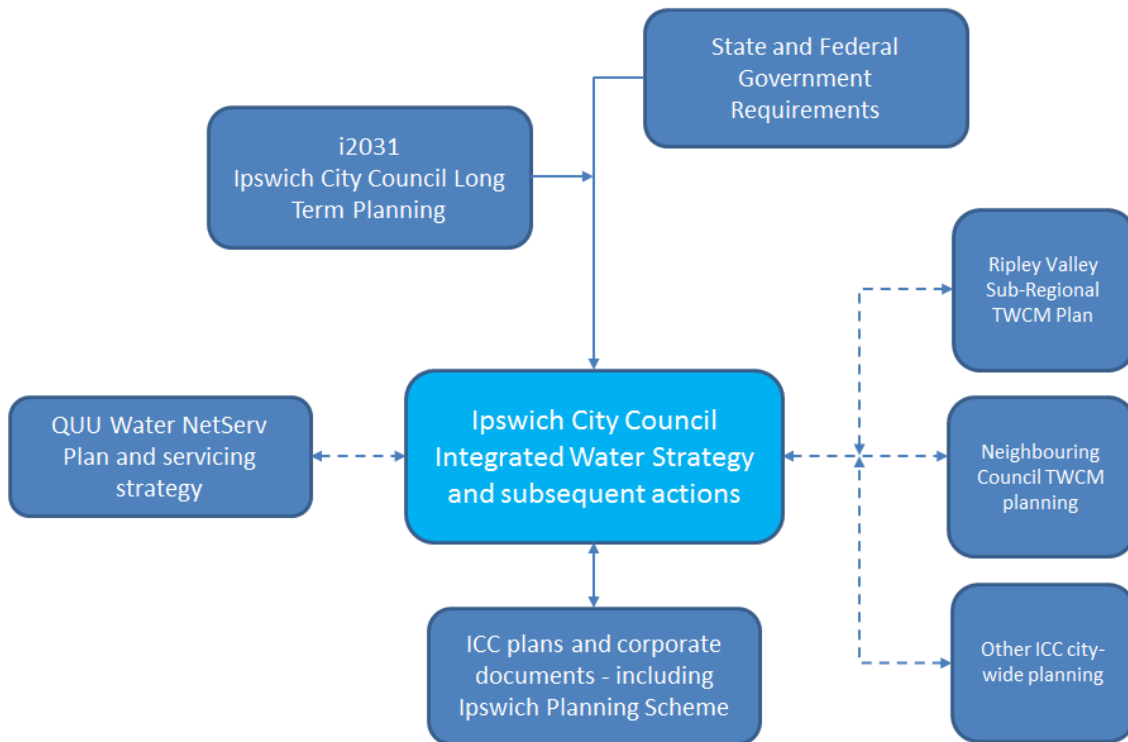 State and Federal
Government
Requirements
i2031
Ipswich City Council Long
Term Planning
Ripley Valley
Sub-Regional
TWCM Plan
QUU Water NetServ
Plan and servicing
strategy
Ipswich City Council
Integrated Water Strategy
and subsequent actions
Neighbouring
Council TWCM
planning
ICC plans and corporate
documents - including
Ipswich Planning Scheme
Other ICC city-
wide planning